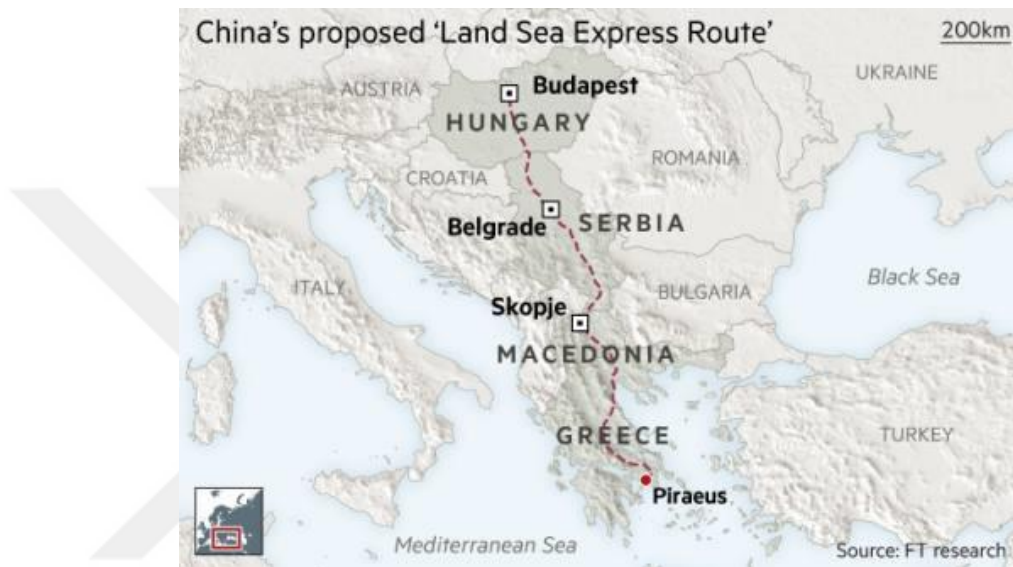 China's proposed ‘Land Sea Express Route’
200km
UKRAINE
AUSTRIA
Budapest
HUNGARY
ROMANIA
CROATIA
Belgrade
SERBIA
ITALY
Black Sea
BULGARIA
Skopje
MACEDONIA
GREECE
TURKEY
Piraeus
Mediterranean Sea
Source: FT research